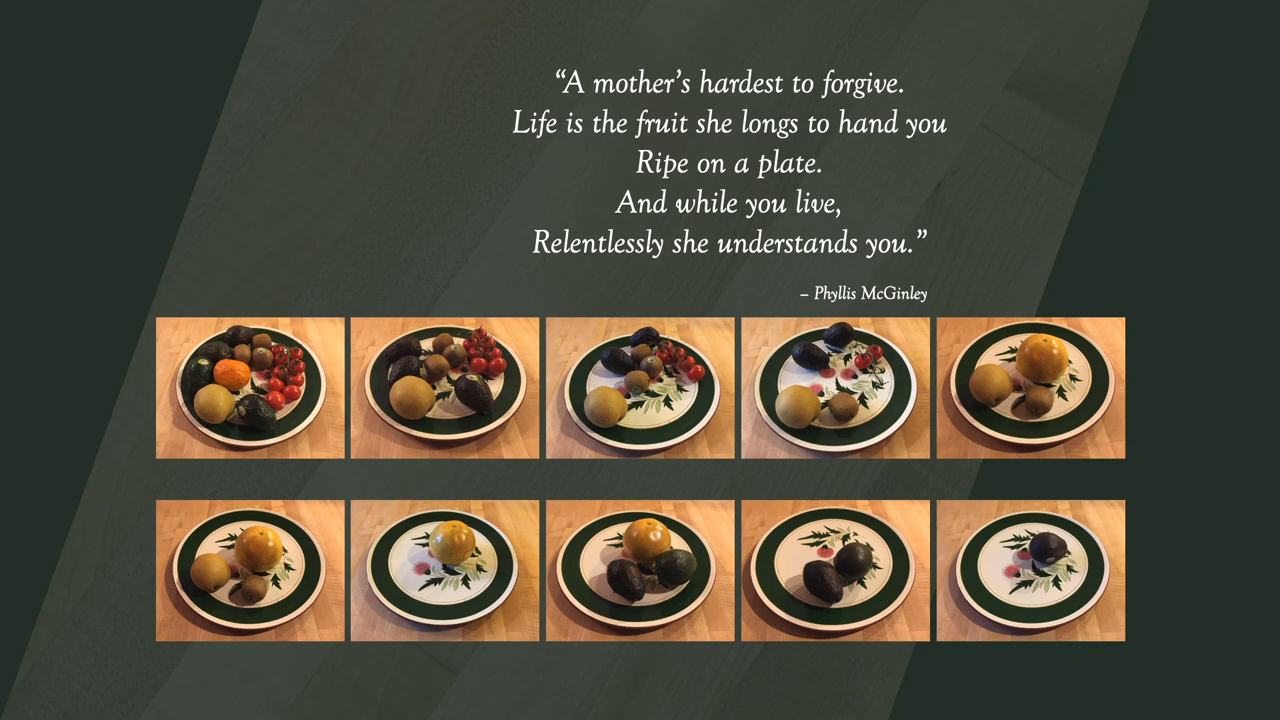 “A mother’s hardest to forgive.
Life is the fruit she longs to hand you
Ripe on a plate.
And while you live,
Relentlessly she understands you.”
– Phyllis McGinley